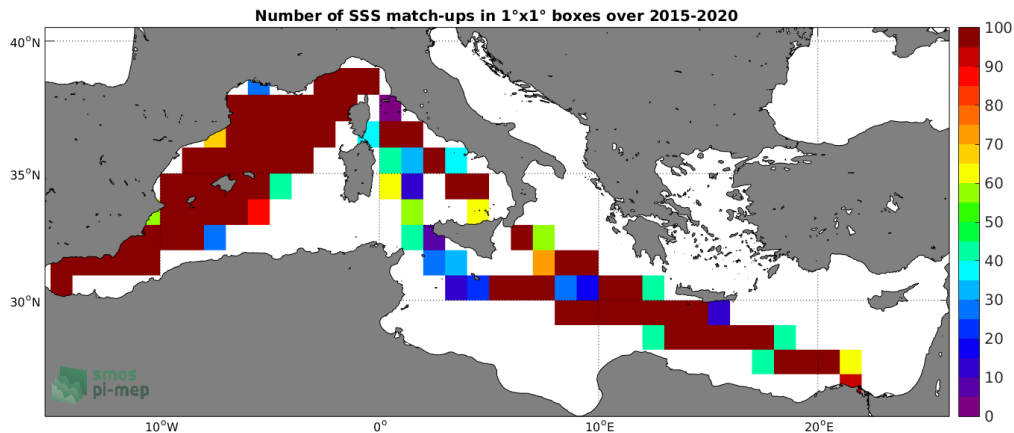 Number of SSS match-ups in 1°x1° boxes over 2015-2020
40°N
35°N
30°N
10°W
0°
10°E
20°E
100
90
80
70
60
50
40
30
20
10
0
smos
pi-mep